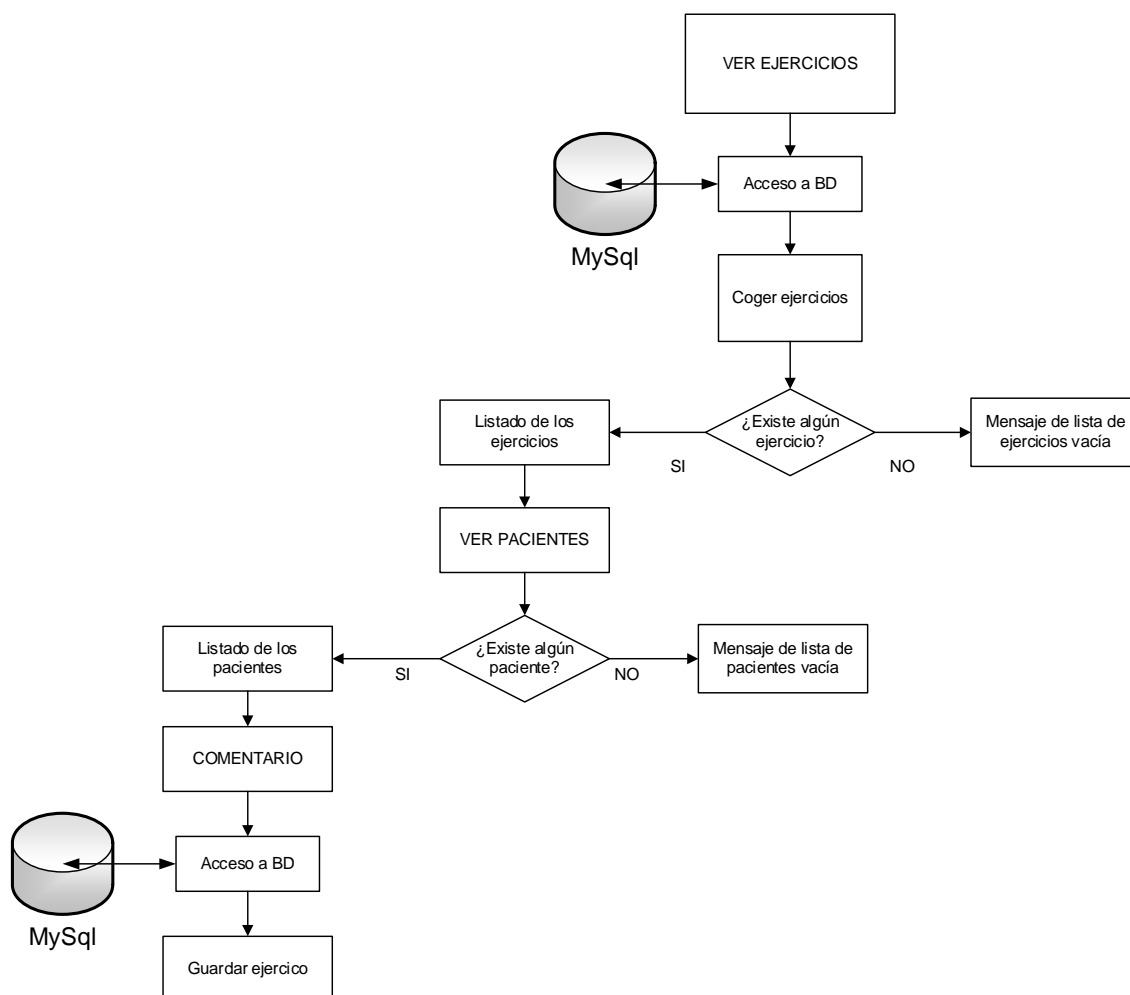 VER EJERCICIOS
Acceso a BD
MySql
Coger ejercicios
¿Existe algún
ejercicio?
SI
NO
Listado de los
ejercicios
Mensaje de lista de
ejercicios vacía
VER PACIENTES
¿Existe algún
paciente?
SI
NO
Listado de los
pacientes
Mensaje de lista de
pacientes vacía
COMENTARIO
Acceso a BD
MySql
Guardar ejercico